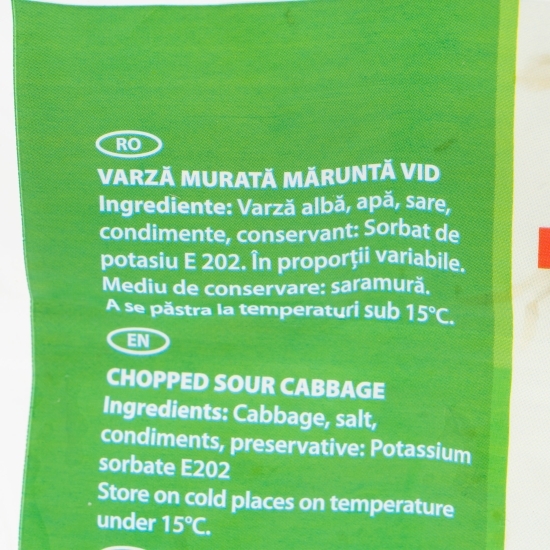 RO
VARZĂ MURATĂ MĂRUNTĂ VID
Ingrediente: Varză albă, apă, sare,
condimente, conservant: Sorbat de
potasiu E 202. În proporții variabile.
Mediu de conservare: saramură.
A se păstra la temperaturi sub 15°C.
EN
CHOPPED SOUR CABBAGE
Ingredients: Cabbage, salt,
condiments, preservative: Potassium
sorbate E202
Store on cold places on temperature
under 15°C.